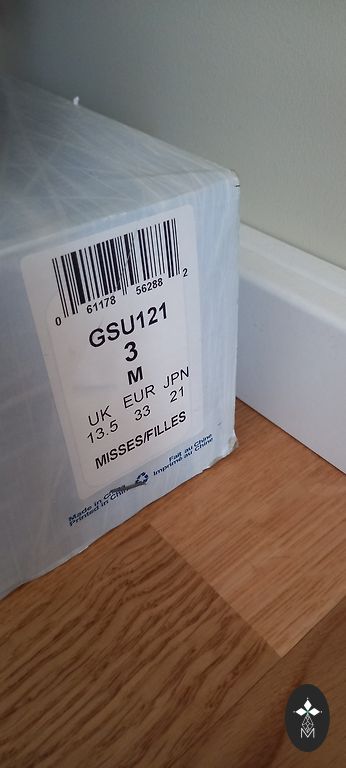 0 61178 56288 2
GSU121
3
M
UK EUR JPN
13.5 33 21
MISSES/FILLES
Made in China Fait au Chine
Printed in China Imprimé au Chine
M